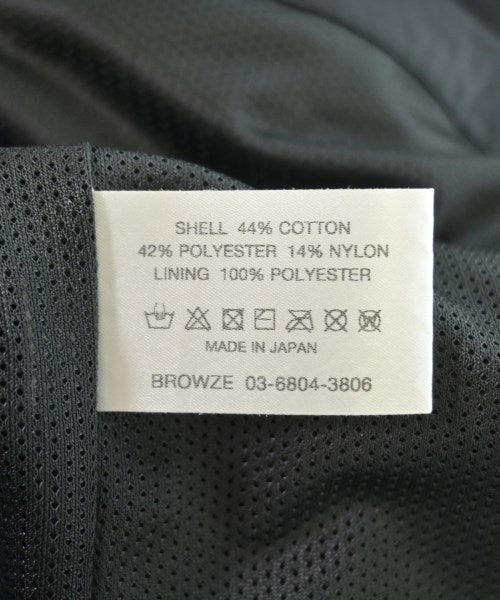 SHELL 44% COTTON
42% POLYESTER 14% NYLON
LINING 100% POLYESTER
MADE IN JAPAN
BROWZE 03-6804-3806